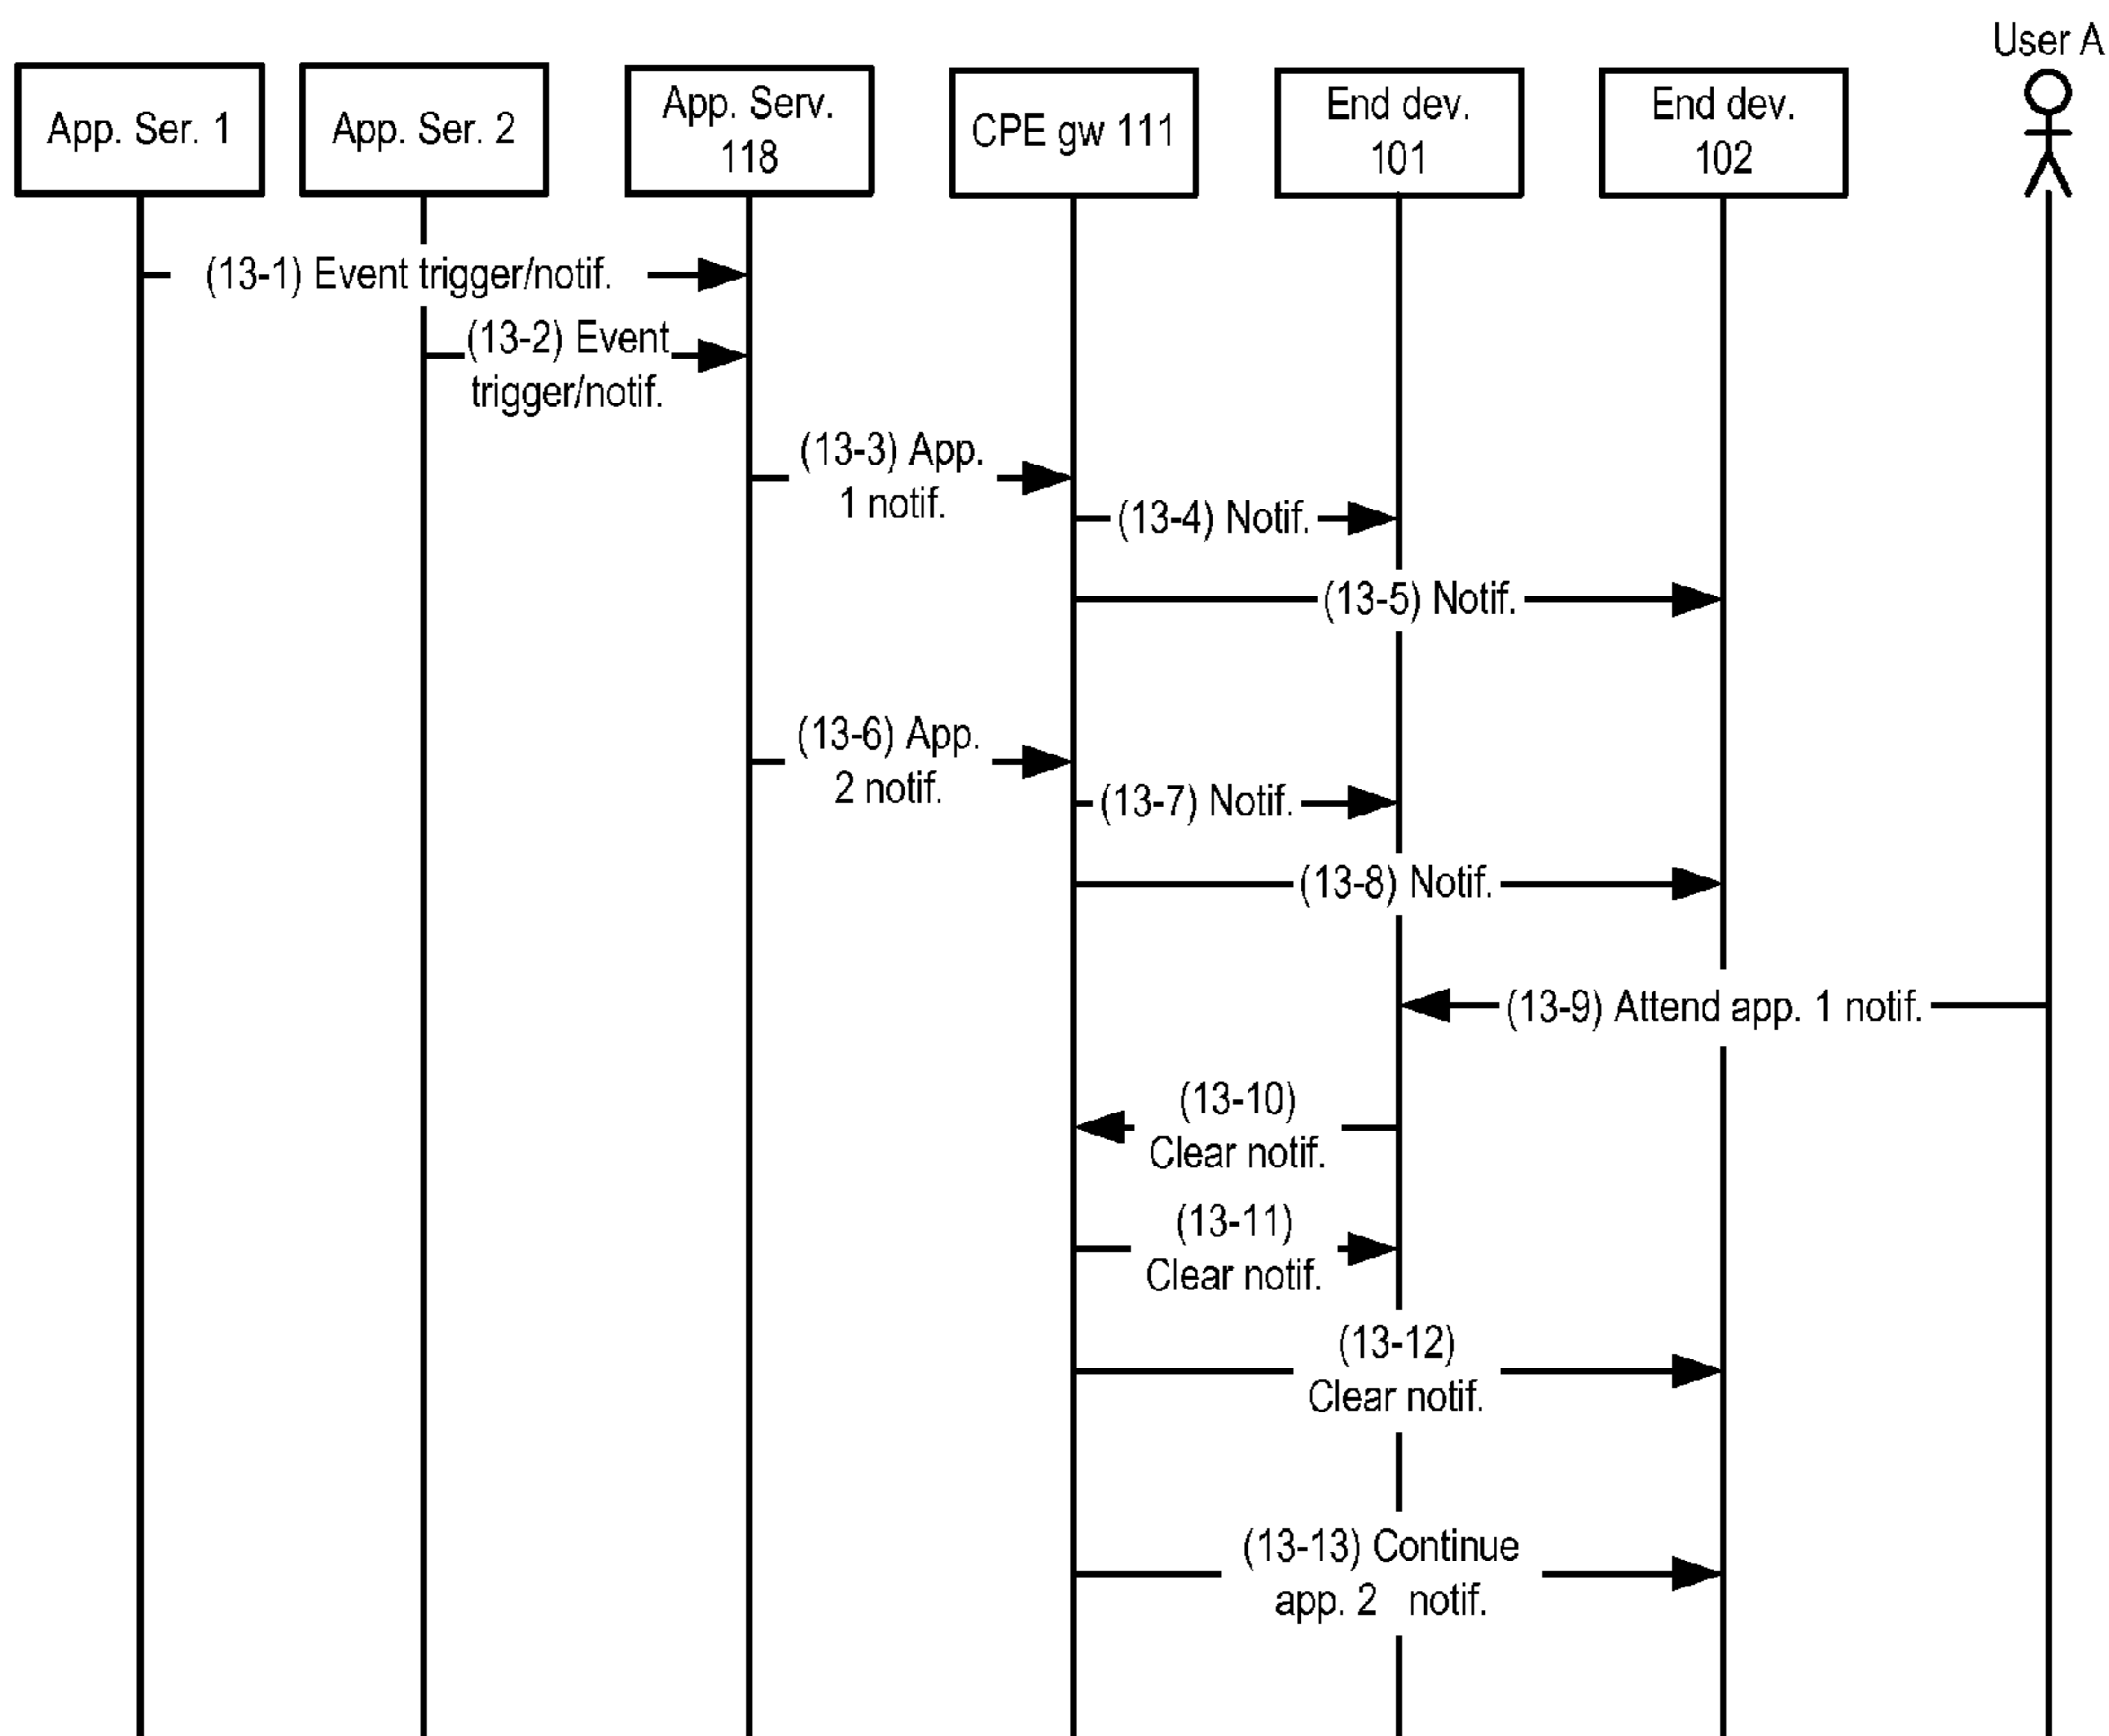 User A
App. Ser. 1
App. Ser. 2
App. Serv.
118
CPE gw 111
End dev.
101
End dev.
102
(13-1) Event trigger/notif.
(13-2) Event
trigger/notif.
(13-3) App.
1 notif.
(13-4) Notif.
(13-5) Notif.
(13-6) App.
2 notif.
(13-7) Notif.
(13-8) Notif.
(13-9) Attend app. 1 notif.
(13-10)
Clear notif.
(13-11)
Clear notif.
(13-12)
Clear notif.
(13-13) Continue
app. 2 notif.